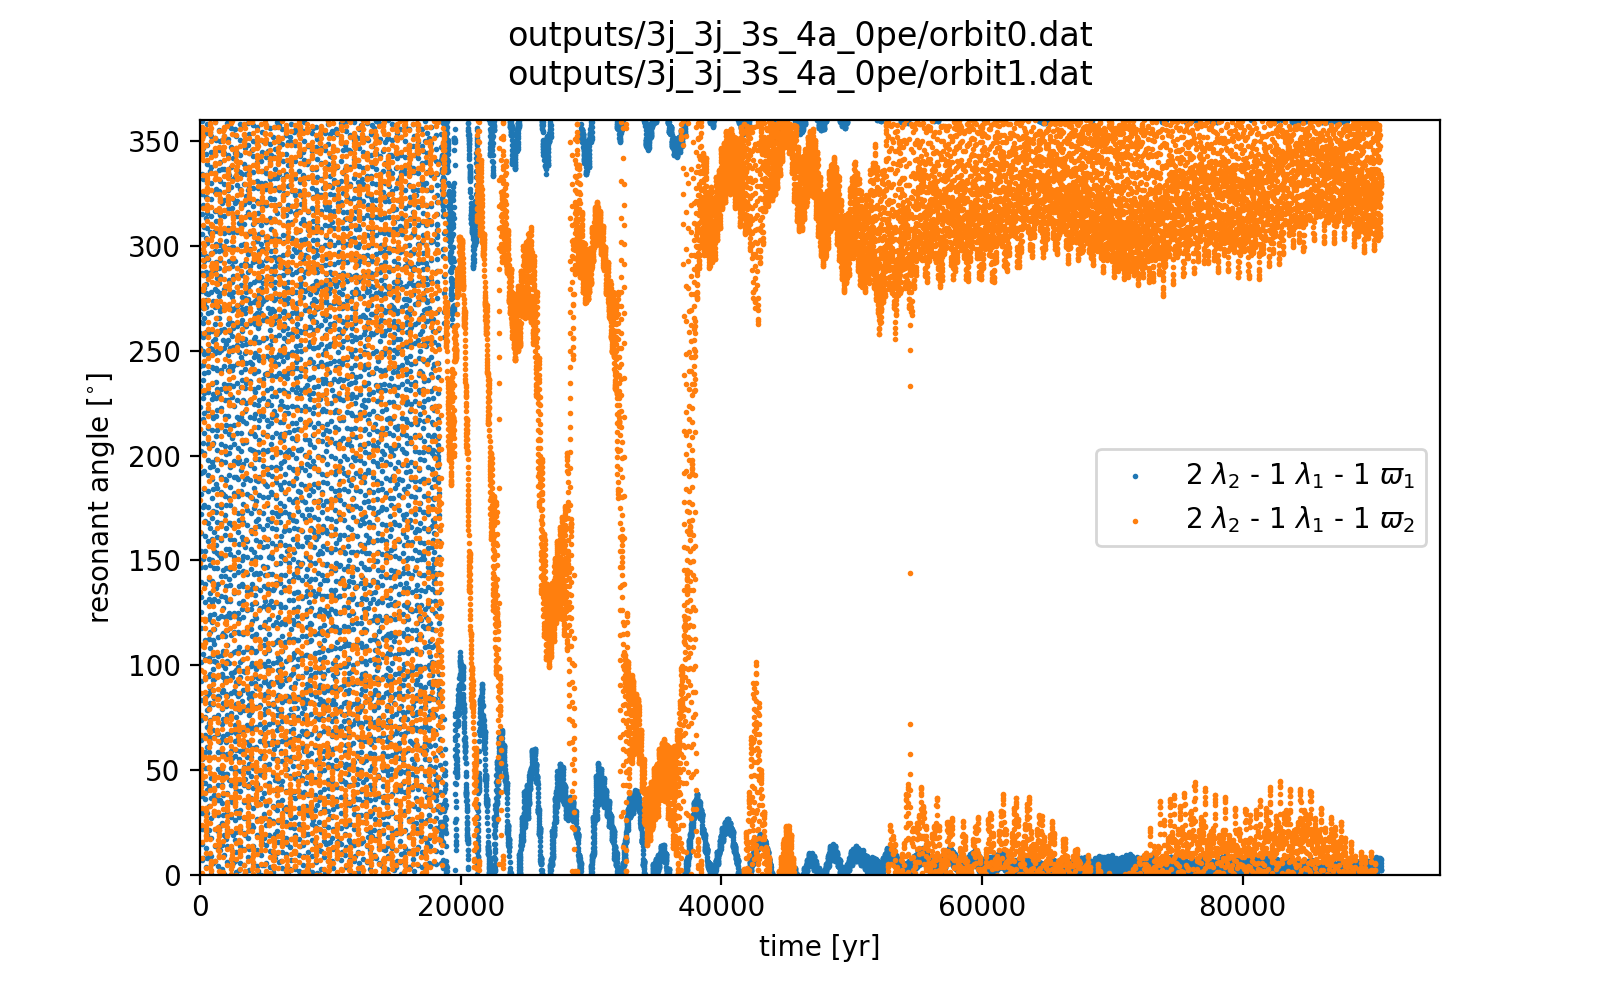 outputs/3j_3j_3s_4a_0pe/orbit0.dat
outputs/3j_3j_3s_4a_0pe/orbit1.dat
350
300
250
200
150
100
50
0
resonant angle [°]
2 λ₂ - 1 λ₁ - 1 ϖ₁
2 λ₂ - 1 λ₁ - 1 ϖ₂
0 20000 40000 60000 80000
time [yr]